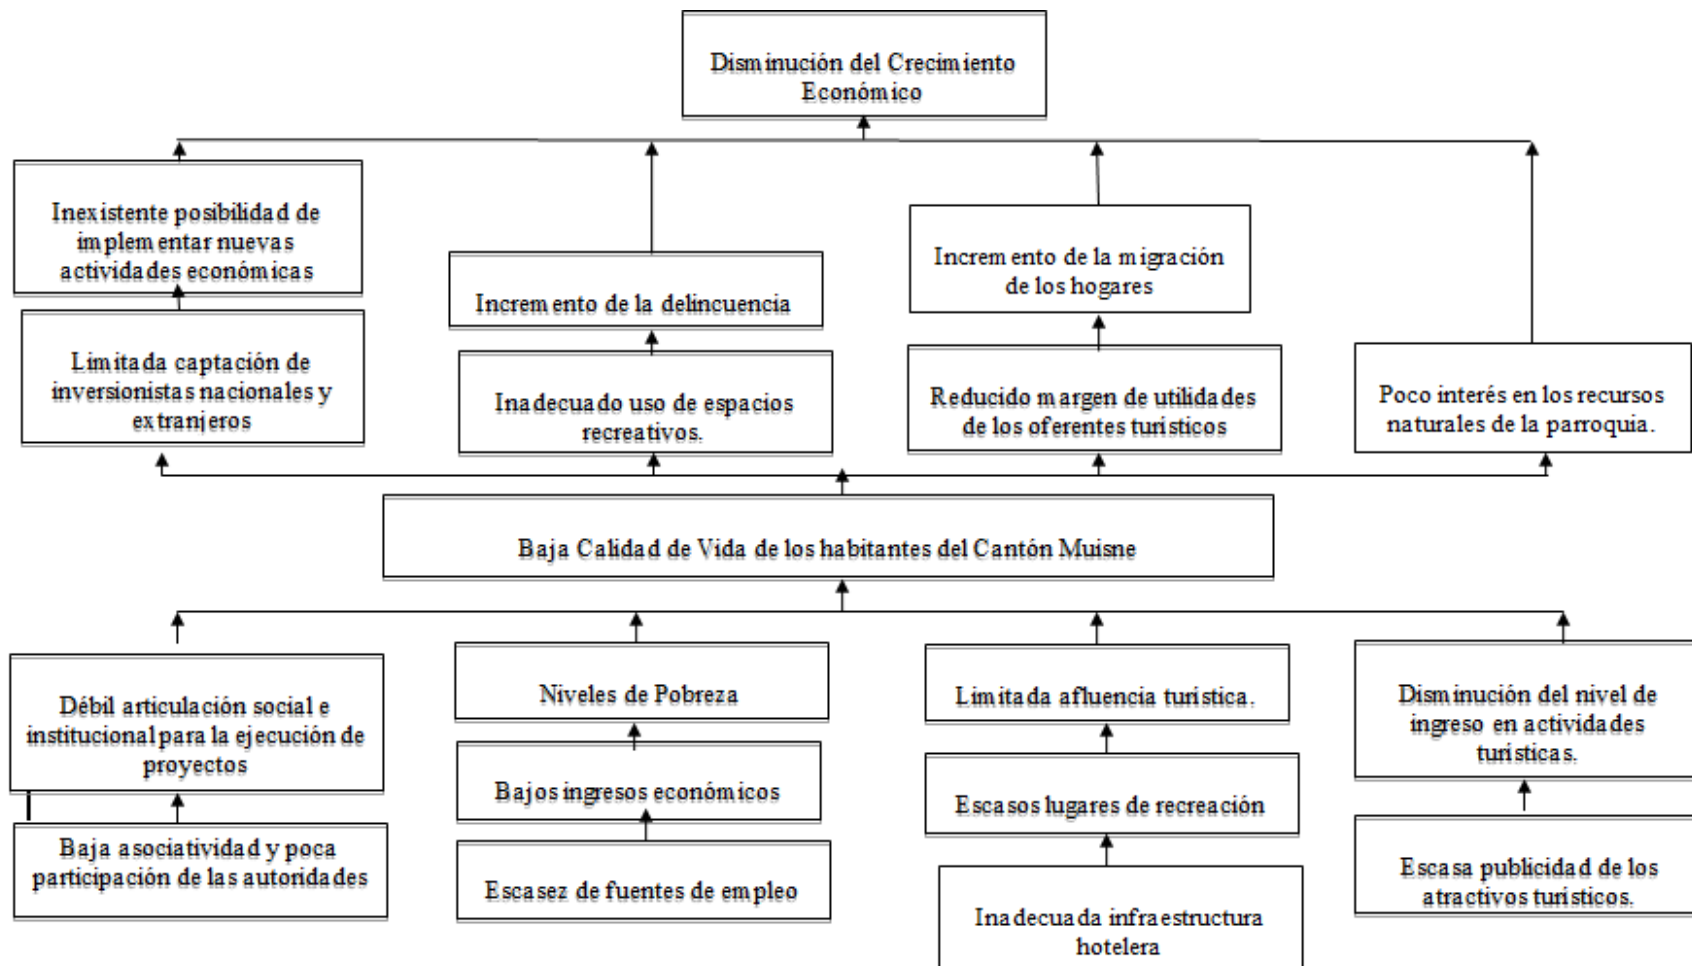 Disminución del Crecimiento
Económico
Inexistente posibilidad de
implementar nuevas
actividades económicas
Incremento de la delincuencia
Incremento de la migración
de los hogares
Limitada captación de
inversionistas nacionales y
extranjeros
Inadecuado uso de espacios
recreativos.
Reducido margen de utilidades
de los oferentes turísticos
Poco interés en los recursos
naturales de la parroquia.
Baja Calidad de Vida de los habitantes del Cantón Muisne
Débil articulación social e
institucional para la ejecución de
proyectos
Niveles de Pobreza
Limitada afluencia turística.
Disminución del nivel de
ingreso en actividades
turísticas.
Bajos ingresos económicos
Escasos lugares de recreación
Baja asociatividad y poca
participación de las autoridades
Escasez de fuentes de empleo
Inadecuada infraestructura
hotelera
Escasa publicidad de los
atractivos turísticos.